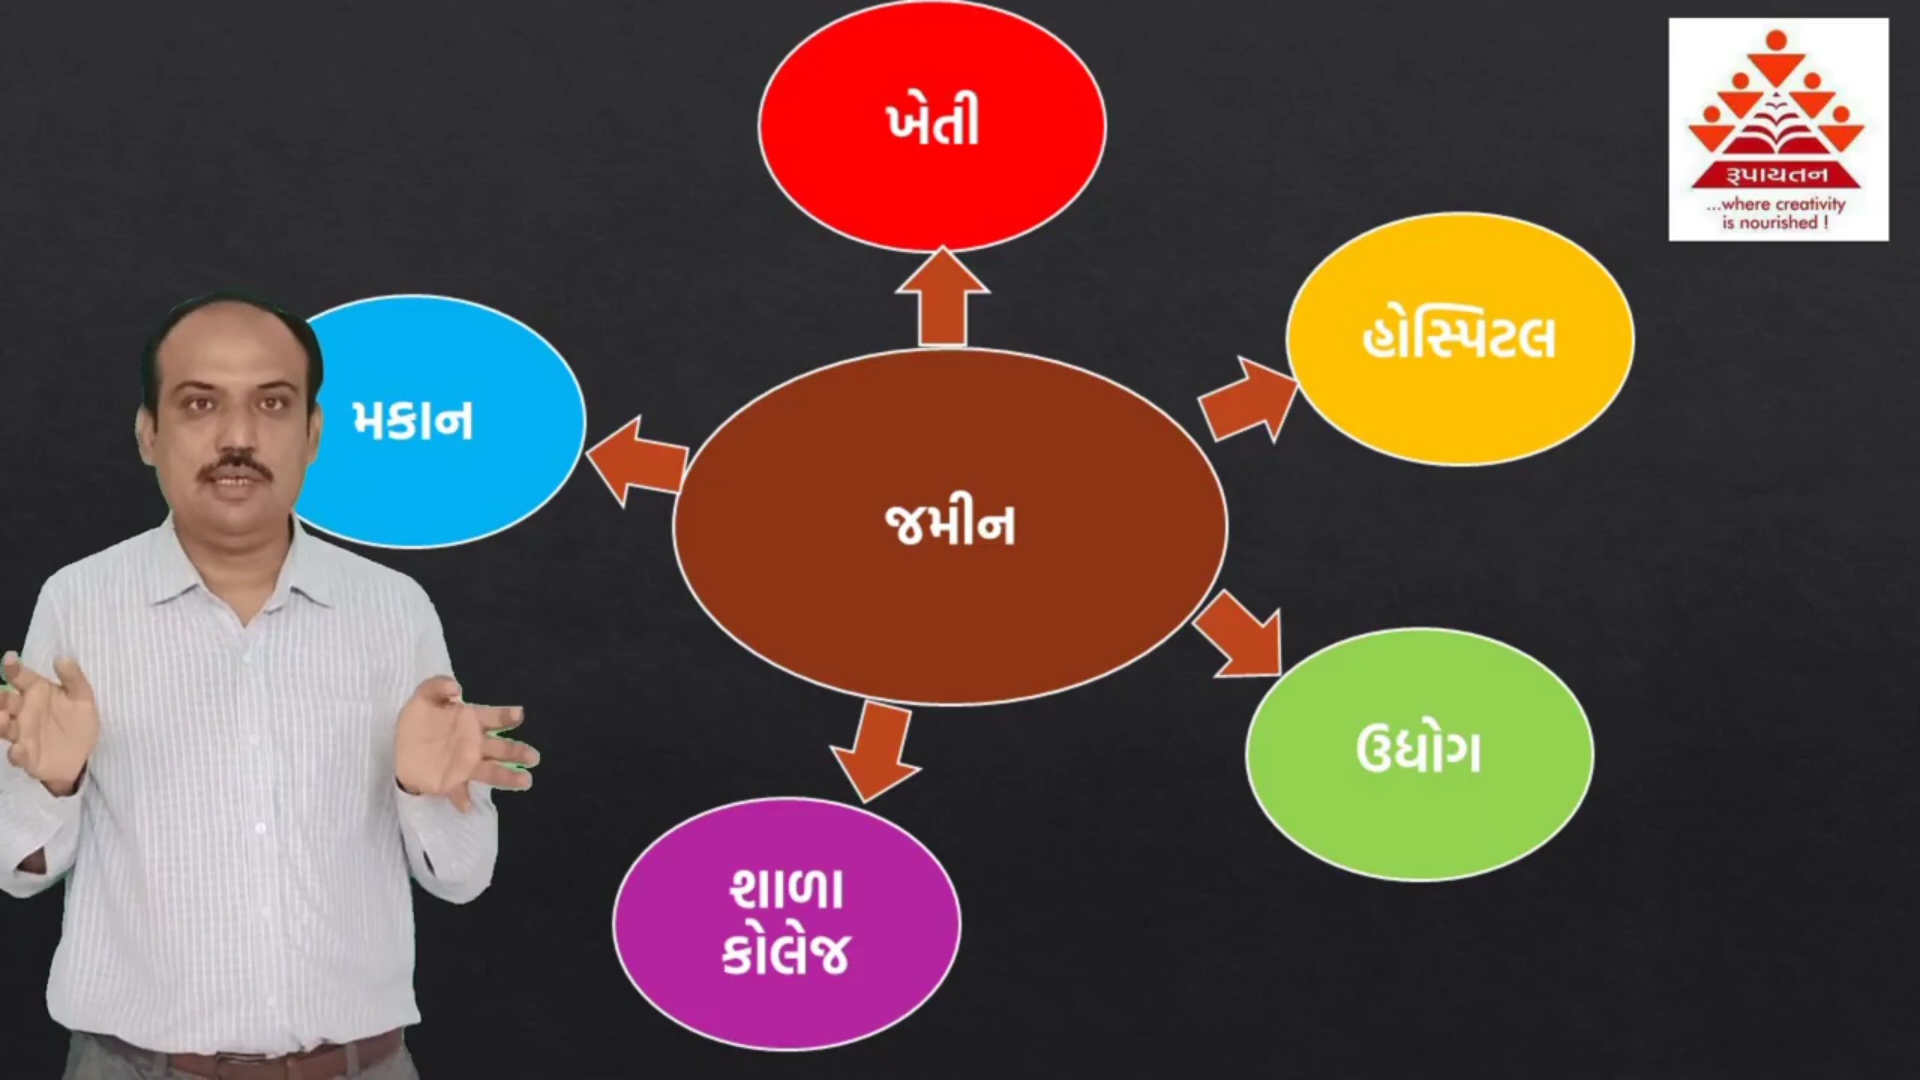 ખેતી
રૂપાયતન
...where creativity
is nourished !
હોસ્પિટલ
મકાન
જમીન
ઉદ્યોગ
શાળા
કોલેજ